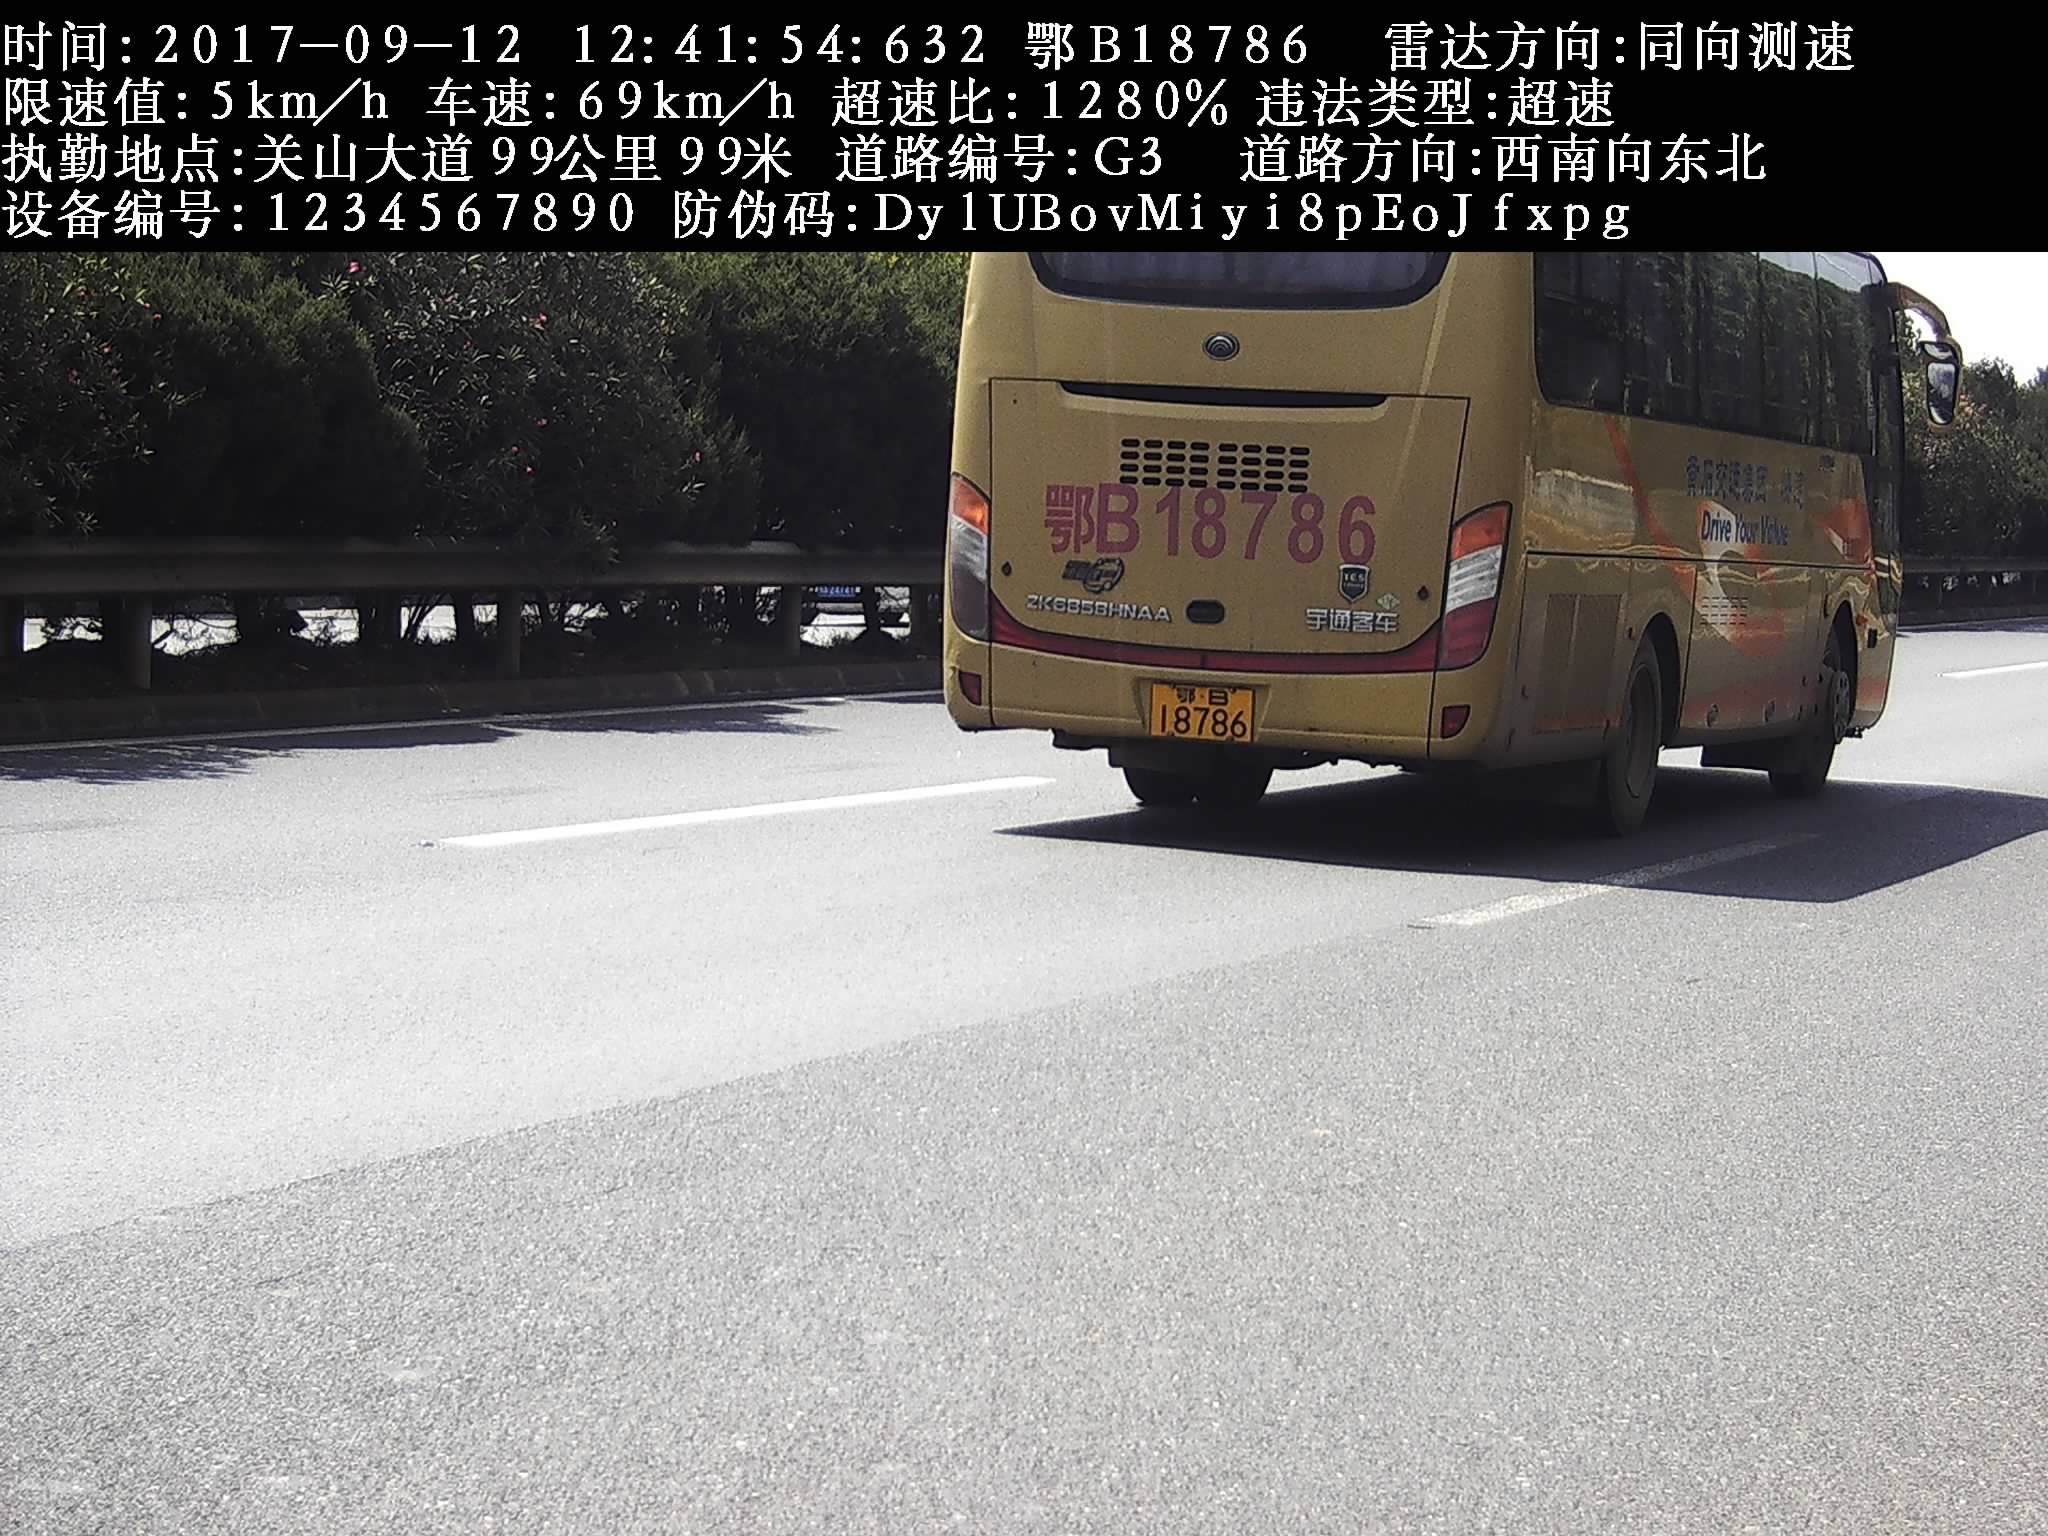 时间:2017-09-12 12:41:54:632 鄂B18786 雷达方向:同向测速
限速值:5km/h 车速:69km/h 超速比:1280% 违法类型:超速
执勤地点:关山大道99公里99米 道路编号:G3 道路方向:西南向东北
设备编号:1234567890 防伪码:DylUBovMiyi8pEoJfxpg
鄂B18786
Drive Your Value
TES
ZK6858HNAA
宇通客车
鄂·B
18786